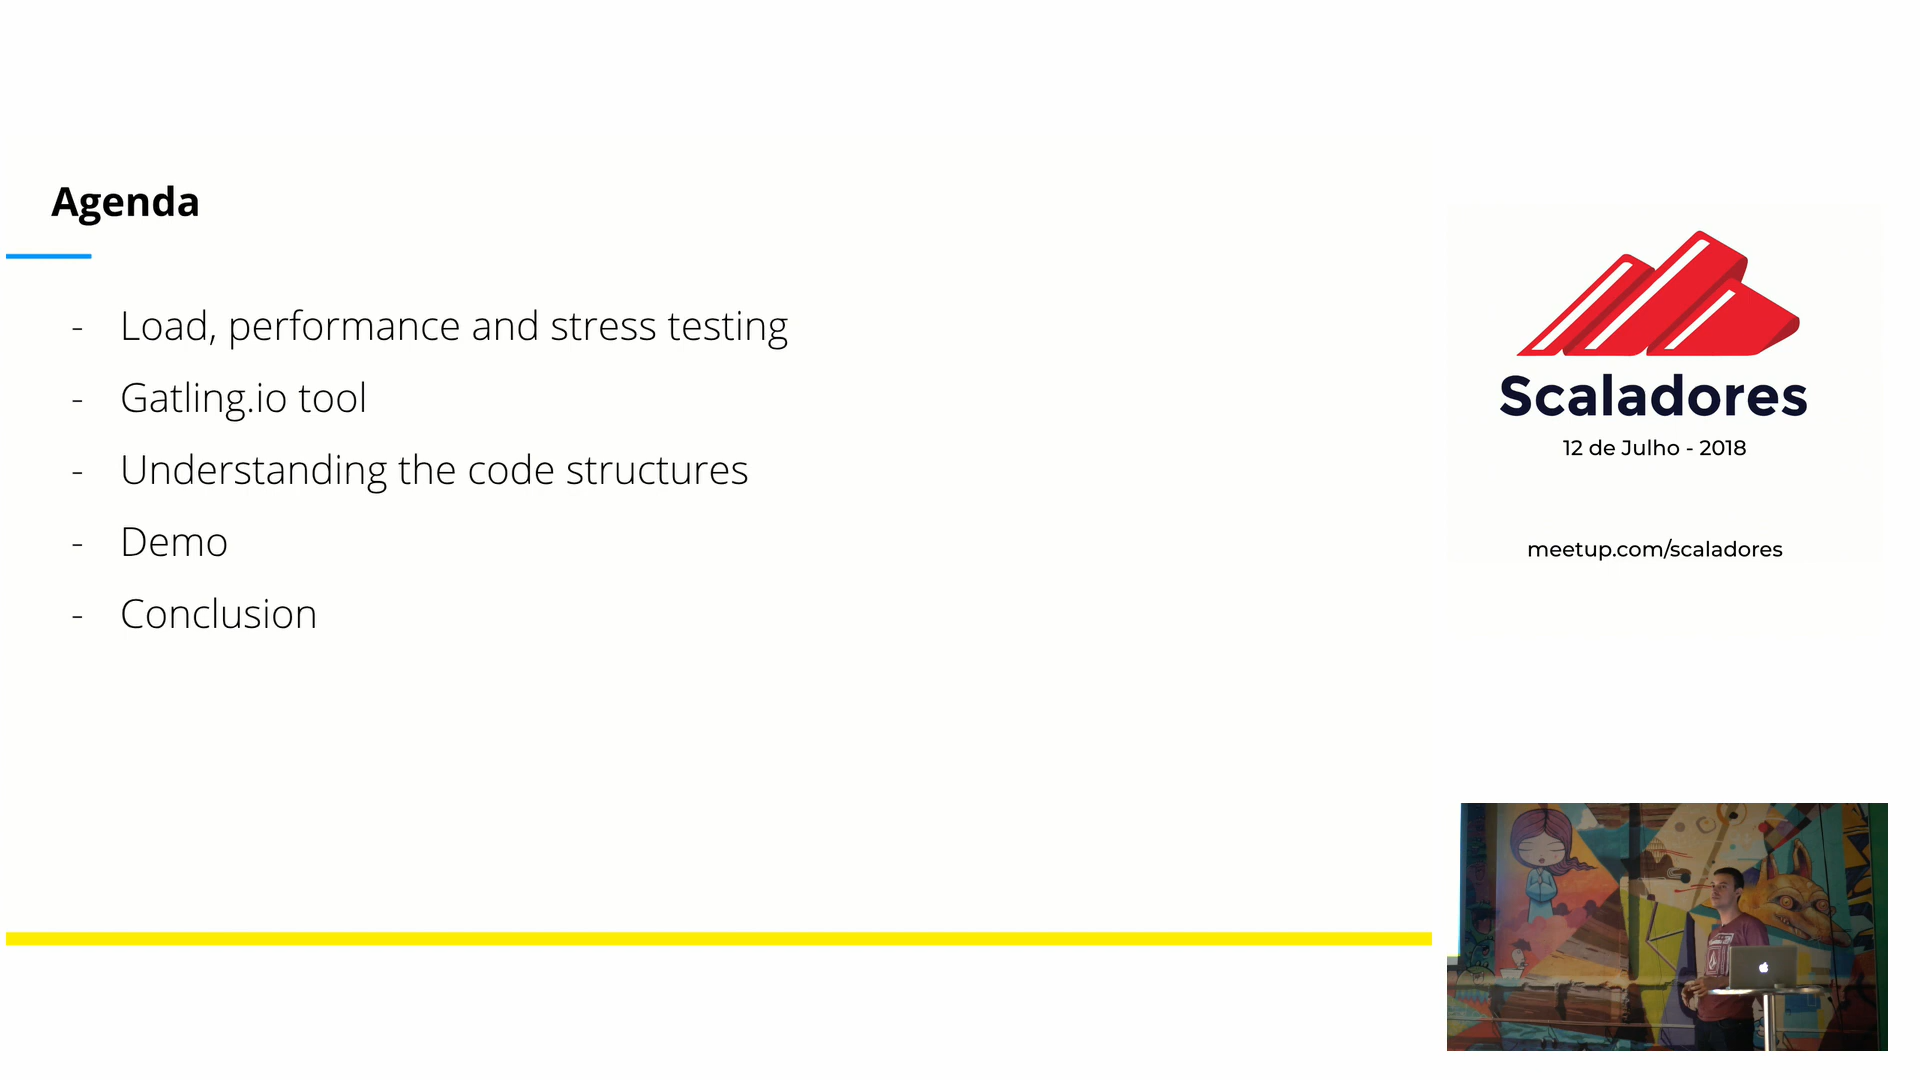 Agenda
- Load, performance and stress testing
- Gatling.io tool
- Understanding the code structures
- Demo
- Conclusion
Scaladores
12 de Julho - 2018
meetup.com/scaladores